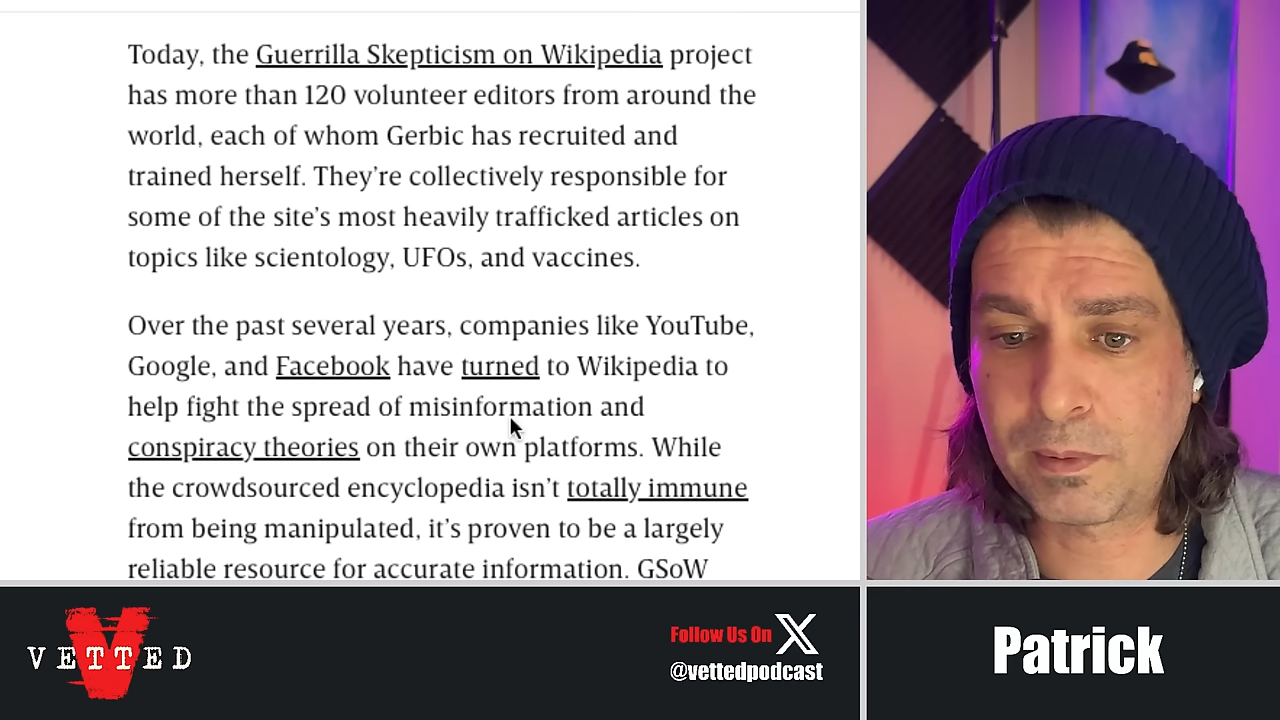 Today, the Guerrilla Skepticism on Wikipedia project
has more than 120 volunteer editors from around the
world, each of whom Gerbic has recruited and
trained herself. They’re collectively responsible for
some of the site’s most heavily trafficked articles on
topics like scientology, UFOs, and vaccines.
Over the past several years, companies like YouTube,
Google, and Facebook have turned to Wikipedia to
help fight the spread of misinformation and
conspiracy theories on their own platforms. While
the crowdsourced encyclopedia isn’t totally immune
from being manipulated, it’s proven to be a largely
reliable resource for accurate information. GSoW
VETTED
Follow Us On X
@vettedpodcast
Patrick